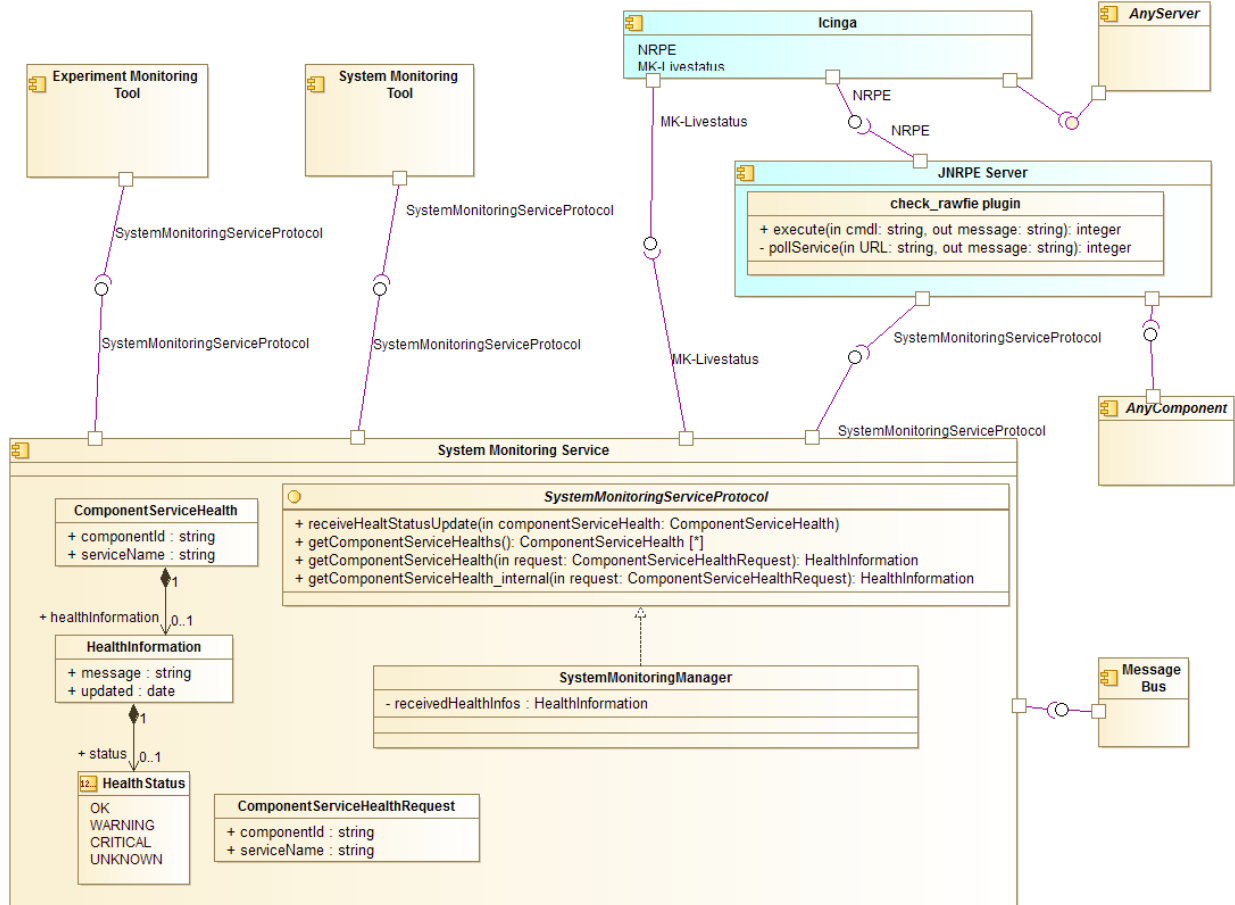 Icinga
NRPE
MK-Livestatus
AnyServer
Experiment Monitoring
Tool
System Monitoring
Tool
NRPE
MK-Livestatus
NRPE
JNRPE Server
check_rawfie plugin
+ execute(in cmdl: string, out message: string): integer
- pollService(in URL: string, out message: string): integer
SystemMonitoringServiceProtocol
SystemMonitoringServiceProtocol
SystemMonitoringServiceProtocol
SystemMonitoringServiceProtocol
SystemMonitoringServiceProtocol
MK-Livestatus
AnyComponent
SystemMonitoringServiceProtocol
System Monitoring Service
ComponentServiceHealth
+ componentId : string
+ serviceName : string
SystemMonitoringServiceProtocol
+ receiveHealtStatusUpdate(in componentServiceHealth: ComponentServiceHealth)
+ getComponentServiceHealths(): ComponentServiceHealth [*]
+ getComponentServiceHealth(in request: ComponentServiceHealthRequest): HealthInformation
+ getComponentServiceHealth_internal(in request: ComponentServiceHealthRequest): HealthInformation
1
+ healthInformation
0..1
HealthInformation
+ message : string
+ updated : date
SystemMonitoringManager
- receivedHealthInfos : HealthInformation
Message
Bus
1
+ status
0..1
12...
HealthStatus
OK
WARNING
CRITICAL
UNKNOWN
ComponentServiceHealthRequest
+ componentId : string
+ serviceName : string